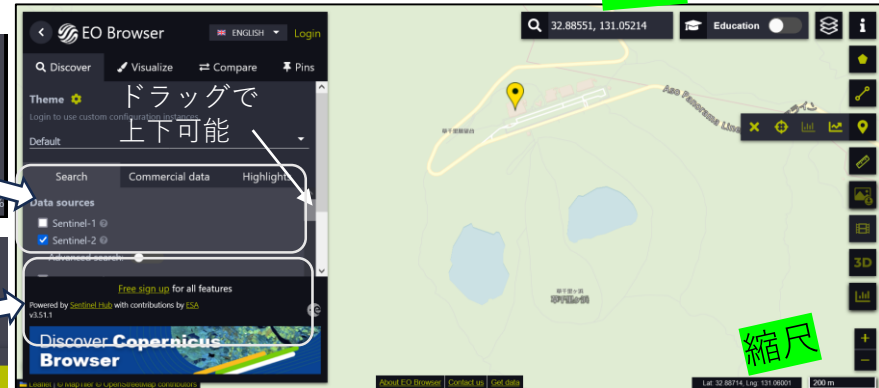 EO Browser
ENGLISH
Login
Discover
Visualize
Compare
Pins
Theme
Login to use custom configuration instances.
Default
ドラッグで
上下可能
Search
Commercial data
Highlights
Data sources
Sentinel-1
Sentinel-2
Advanced search:
Free sign up for all features
Powered by Sentinel Hub with contributions by ESA
v3.51.1
Discover Copernicus
Browser
Leaflet | © MapTiler © OpenStreetMap contributors
32.88551, 131.05214
Education
Aso Panorama Line
3D
縮尺
About EO Browser
Contact us
Get data
Lat: 32.88714, Lng: 131.06001
200 m